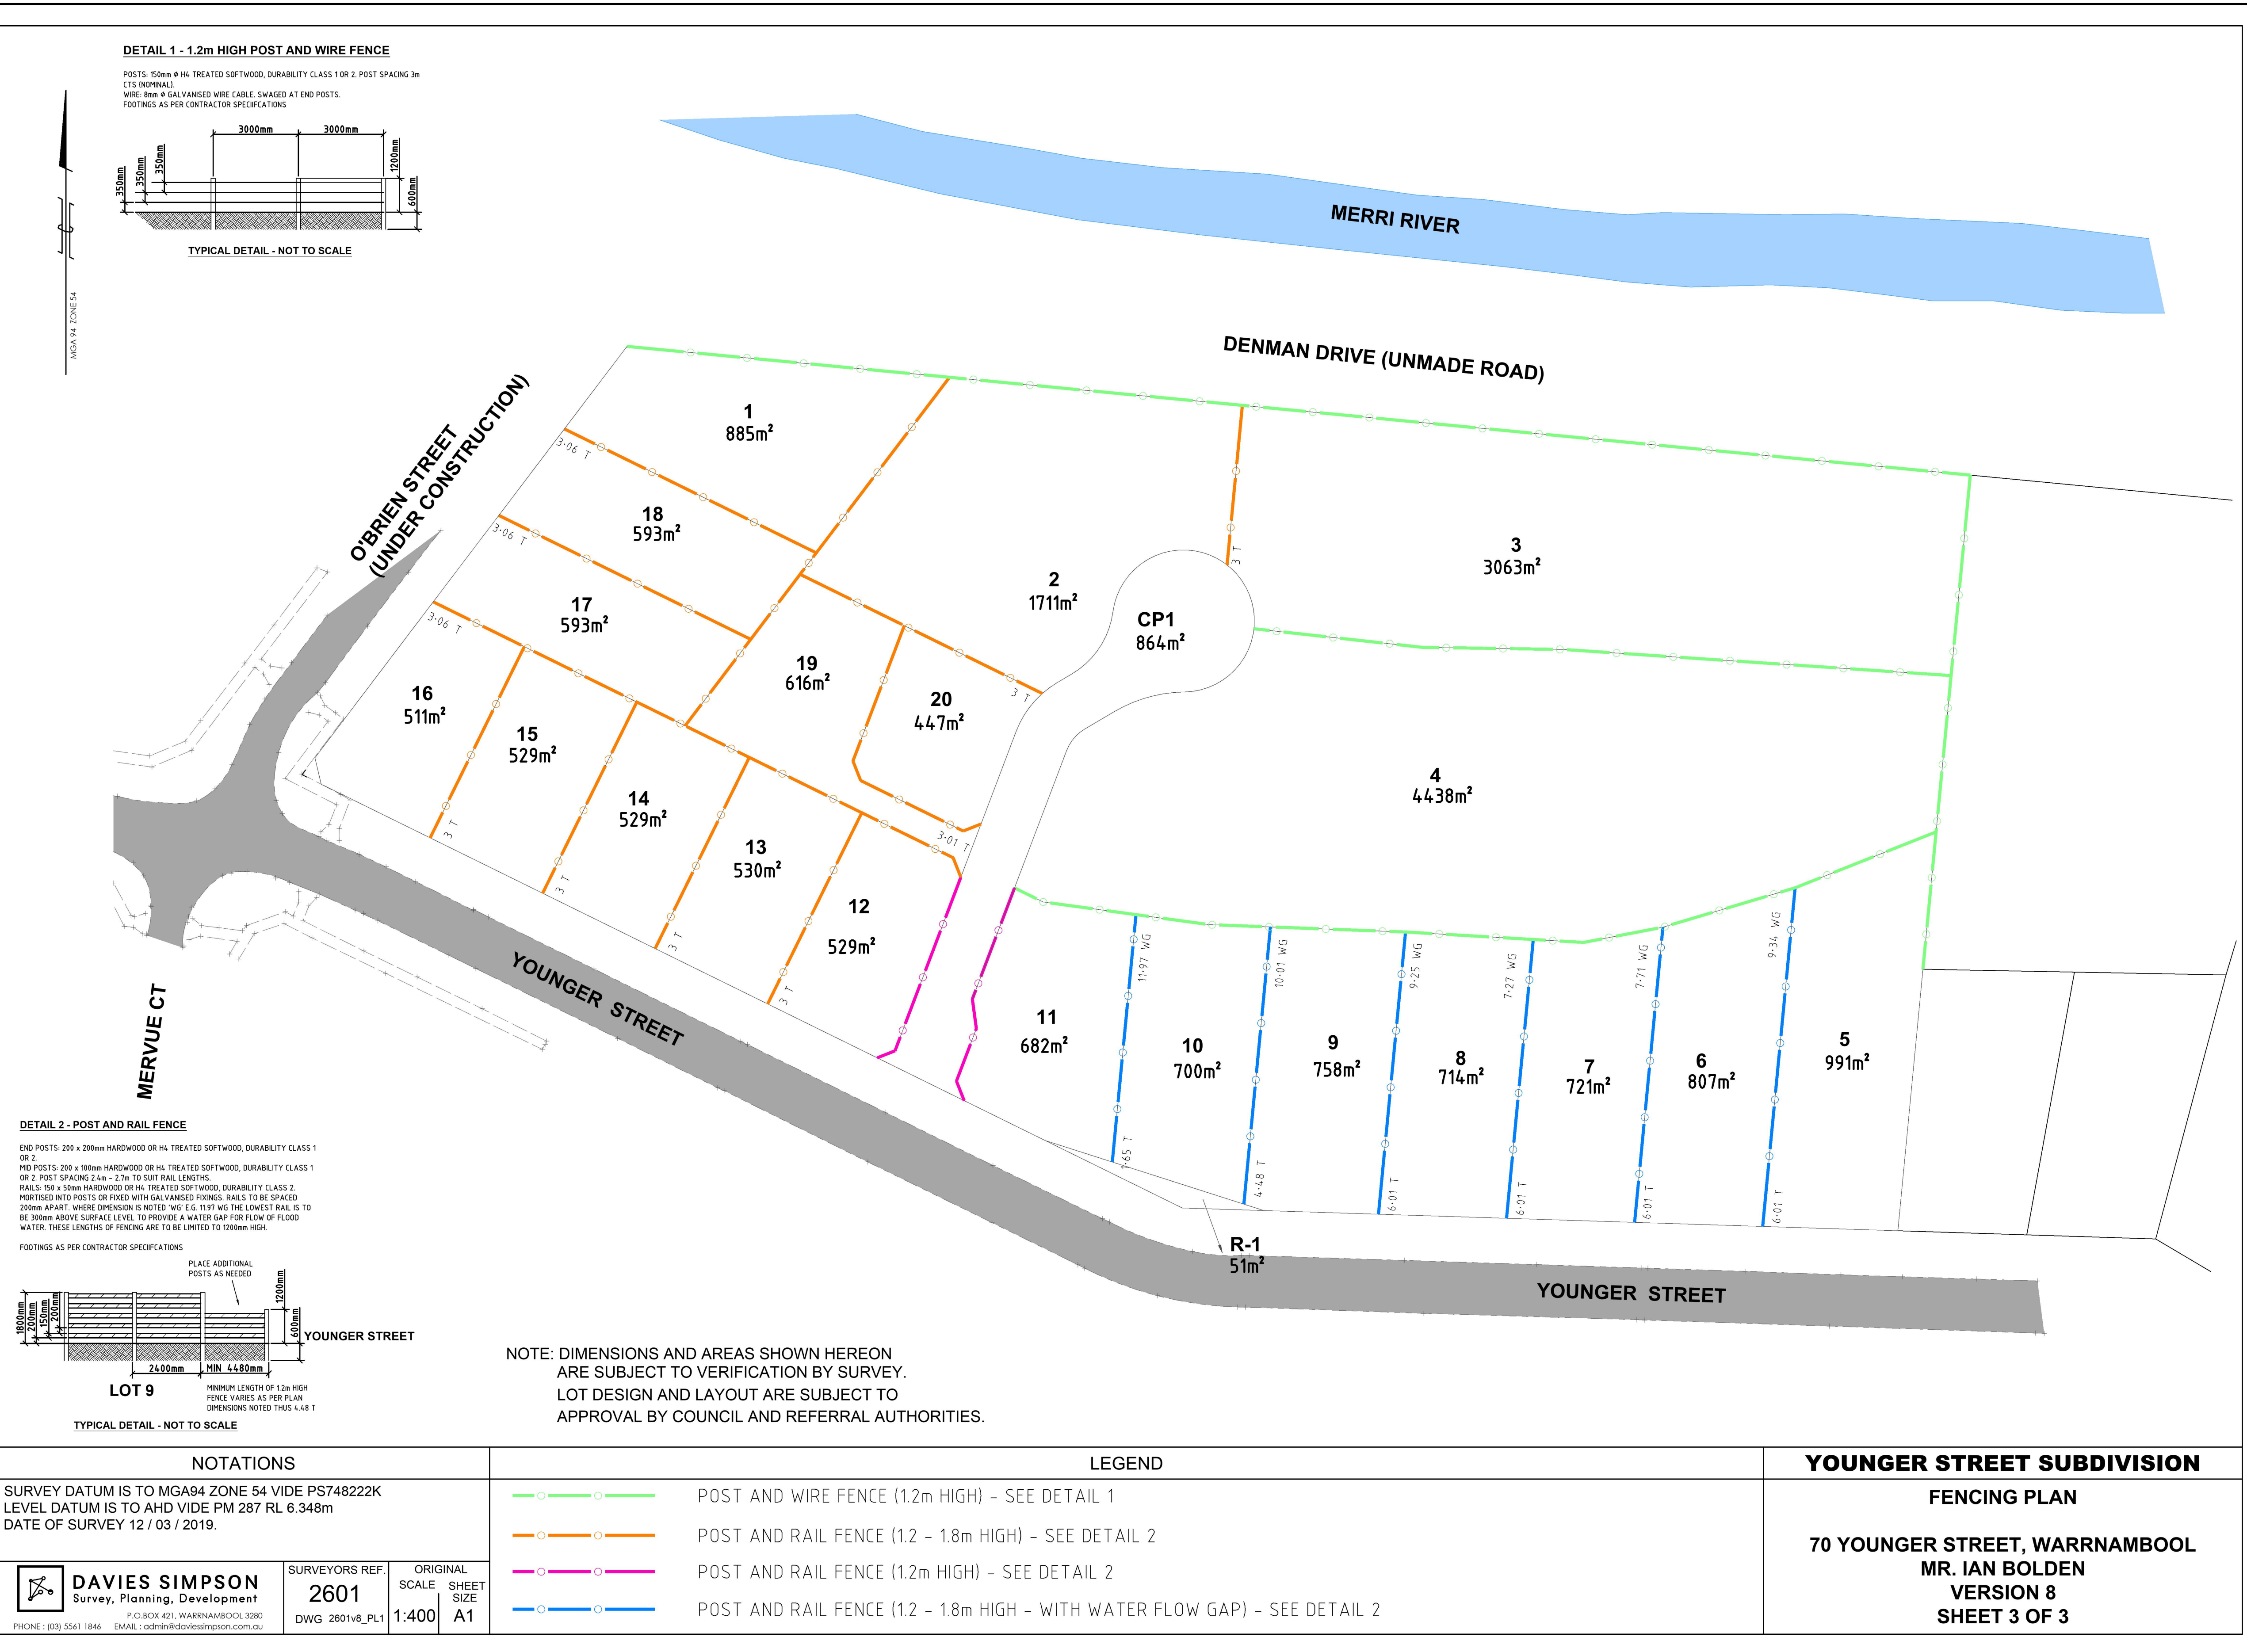 DETAIL 1 - 1.2m HIGH POST AND WIRE FENCE
POSTS: 150mm ⌀ H4 TREATED SOFTWOOD, DURABILITY CLASS 1 OR 2. POST SPACING 3m
CTS (NOMINAL).
WIRE: 8mm ⌀ GALVANISED WIRE CABLE. SWAGED AT END POSTS.
FOOTINGS AS PER CONTRACTOR SPECIIFCATIONS
3000mm
3000mm
350mm
350mm
350mm
1200mm
600mm
TYPICAL DETAIL - NOT TO SCALE
MGA 94 ZONE 54
MERRI RIVER
DENMAN DRIVE (UNMADE ROAD)
O'BRIEN STREET
(UNDER CONSTRUCTION)
1
885m²
3·06 T
18
593m²
3·06 T
17
593m²
3·06 T
2
1711m²
3 T
3
3063m²
CP1
864m²
19
616m²
20
447m²
3 T
16
511m²
15
529m²
14
529m²
13
530m²
12
529m²
3·01 T
3 T
3 T
3 T
3 T
4
4438m²
11
682m²
11·97 WG
1·65 T
10
700m²
10·01 WG
4·48 T
9
758m²
9·25 WG
6·01 T
8
714m²
7·27 WG
6·01 T
7
721m²
7·71 WG
6·01 T
6
807m²
9·34 WG
6·01 T
5
991m²
YOUNGER STREET
MERVUE CT
R-1
51m²
YOUNGER STREET
DETAIL 2 - POST AND RAIL FENCE
END POSTS: 200 x 200mm HARDWOOD OR H4 TREATED SOFTWOOD, DURABILITY CLASS 1
OR 2.
MID POSTS: 200 x 100mm HARDWOOD OR H4 TREATED SOFTWOOD, DURABILITY CLASS 1
OR 2. POST SPACING 2.4m - 2.7m TO SUIT RAIL LENGTHS.
RAILS: 150 x 50mm HARDWOOD OR H4 TREATED SOFTWOOD, DURABILITY CLASS 2.
MORTISED INTO POSTS OR FIXED WITH GALVANISED FIXINGS. RAILS TO BE SPACED
200mm APART. WHERE DIMENSION IS NOTED 'WG' E.G. 11.97 WG THE LOWEST RAIL IS TO
BE 300mm ABOVE SURFACE LEVEL TO PROVIDE A WATER GAP FOR FLOW OF FLOOD
WATER. THESE LENGTHS OF FENCING ARE TO BE LIMITED TO 1200mm HIGH.
FOOTINGS AS PER CONTRACTOR SPECIIFCATIONS
PLACE ADDITIONAL
POSTS AS NEEDED
1800mm
200mm
150mm
200mm
1200mm
600mm
YOUNGER STREET
2400mm
MIN 4480mm
LOT 9
MINIMUM LENGTH OF 1.2m HIGH
FENCE VARIES AS PER PLAN
DIMENSIONS NOTED THUS 4.48 T
TYPICAL DETAIL - NOT TO SCALE
NOTE: DIMENSIONS AND AREAS SHOWN HEREON
ARE SUBJECT TO VERIFICATION BY SURVEY.
LOT DESIGN AND LAYOUT ARE SUBJECT TO
APPROVAL BY COUNCIL AND REFERRAL AUTHORITIES.
NOTATIONS
SURVEY DATUM IS TO MGA94 ZONE 54 VIDE PS748222K
LEVEL DATUM IS TO AHD VIDE PM 287 RL 6.348m
DATE OF SURVEY 12 / 03 / 2019.
DAVIES SIMPSON
Survey, Planning, Development
P.O.BOX 421, WARRNAMBOOL 3280
PHONE : (03) 5561 1846 EMAIL : admin@daviessimpson.com.au
SURVEYORS REF.
2601
DWG 2601v8_PL1
ORIGINAL
SCALE
1:400
SHEET
SIZE
A1
LEGEND
POST AND WIRE FENCE (1.2m HIGH) - SEE DETAIL 1
POST AND RAIL FENCE (1.2 - 1.8m HIGH) - SEE DETAIL 2
POST AND RAIL FENCE (1.2m HIGH) - SEE DETAIL 2
POST AND RAIL FENCE (1.2 - 1.8m HIGH - WITH WATER FLOW GAP) - SEE DETAIL 2
YOUNGER STREET SUBDIVISION
FENCING PLAN
70 YOUNGER STREET, WARRNAMBOOL
MR. IAN BOLDEN
VERSION 8
SHEET 3 OF 3